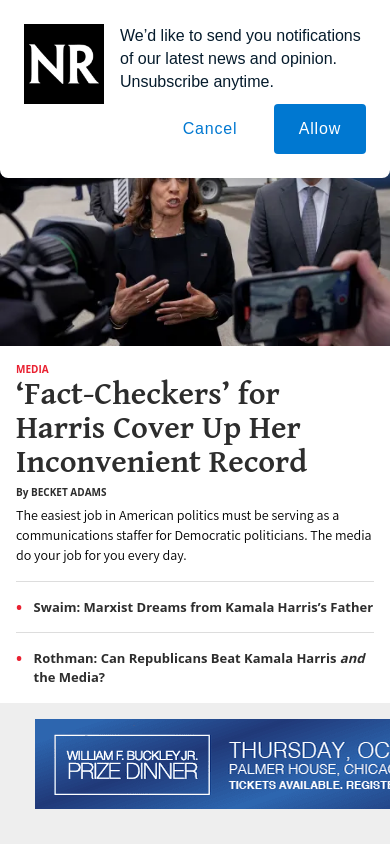 NR
We’d like to send you notifications
of our latest news and opinion.
Unsubscribe anytime.
Cancel
Allow
MEDIA
‘Fact-Checkers’ for
Harris Cover Up Her
Inconvenient Record
By BECKET ADAMS
The easiest job in American politics must be serving as a
communications staffer for Democratic politicians. The media
do your job for you every day.
• Swaim: Marxist Dreams from Kamala Harris’s Father
• Rothman: Can Republicans Beat Kamala Harris and
the Media?
WILLIAM F. BUCKLEY JR.
PRIZE DINNER
THURSDAY, OC
PALMER HOUSE, CHICA
TICKETS AVAILABLE. REGISTE